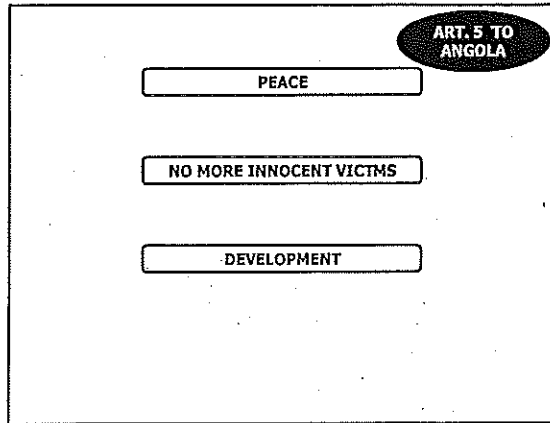 ART. 5 TO
ANGOLA
PEACE
NO MORE INNOCENT VICTMS
DEVELOPMENT